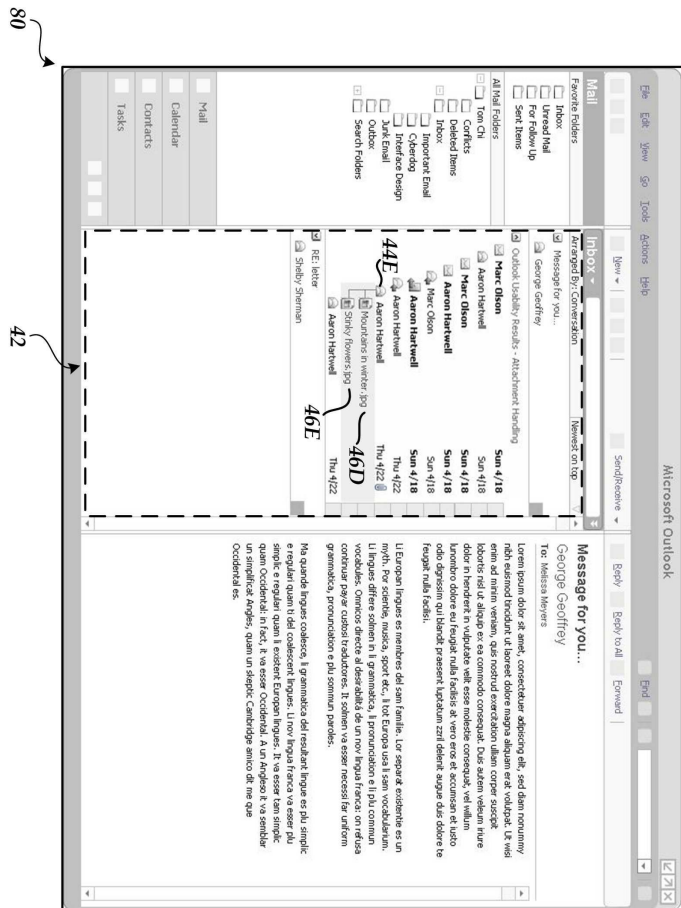 80
Microsoft Outlook
File Edit View Go Tools Actions Help
Find
New
Send/Receive
Reply
Reply to All
Forward
Mail
Favorite Folders
Inbox
Unread Mail
For Follow Up
Sent Items
All Mail Folders
Tom Chi
Conflicts
Deleted Items
Inbox
Important Email
Cyberdog
Interface Design
Junk Email
Outbox
Search Folders
Mail
Calendar
Contacts
Tasks
Inbox
Arranged By: Conversation
Newest on top
Message for you...
George Geoffrey
Outlook Usability Results - Attachment Handling
Marc Olson Sun 4/18
Aaron Hartwell Sun 4/18
Marc Olson Sun 4/18
Aaron Hartwell Sun 4/18
Marc Olson Sun 4/18
Aaron Hartwell Sun 4/18
Aaron Hartwell Thu 4/22
44E
Aaron Hartwell Thu 4/22
Mountains in winter.jpg
46D
Stinky flowers.jpg
46E
Aaron Hartwell Thu 4/22
RE: letter
Shelby Sherman
42
Message for you...
George Geoffrey
To: Melissa Meyers
Lorem ipsum dolor sit amet, consectetuer adipiscing elit, sed diam nonummy
nibh euismod tincidunt ut laoreet dolore magna aliquam erat volutpat. Ut wisi
enim ad minim veniam, quis nostrud exercitation ulliam corper suscipit
lobortis nisl ut aliquip ex ea commodo consequat. Duis autem veleum iriure
dolor in hendrerit in vulputate velit esse molestie consequat, vel willum
lunombro dolore eu feugiat nulla facilisis at vero eros et accumsan et iusto
odio dignissim qui blandit praesent luptatum zzril delenit augue duis dolore te
feugait nulla facilisi.
Li Europan lingues es membres del sam familie. Lor separat existentie es un
myth. Por scientie, musica, sport etc., li tot Europa usa li sam vocabularium.
Li lingues differe solmen in li grammatica, li pronunciation e li plu commun
vocabules. Omnicos directe al desirabilitá de un nov lingua franca: on refusa
continuar payar custosi traductores. It solmen va esser necessi far uniform
grammatica, pronunciation e plu sommun paroles.
Ma quande lingues coalesce, li grammatica del resultant lingue es plu simplic
e regulari quam ti del coalescent lingues. Li nov lingua franca va esser plu
simplic e regulari quam li existent Europan lingues. It va esser tam simplic
quam Occidental: in fact, it va esser Occidental. A un Angleso it va semblar
un simplificat Angles, quam un skeptic Cambridge amico dit me que
Occidental es.